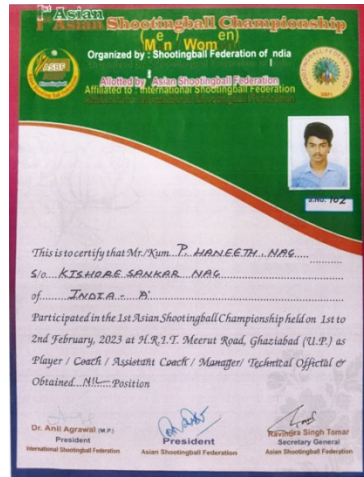 1st Asian
Asian Shootingball Championship
(Men Women)
Organized by : Shootingball Federation of India
Allotted by : Asian Shootingball Federation
Affiliated to : International Shootingball Federation
ASBF
S.No. 102
This is to certify that Mr./Kum. P. HANEETH. NAG
S/o KISHORE SANKAR NAG
of INDIA - A
Participated in the 1st Asian Shootingball Championship held on 1st to
2nd February, 2023 at H.R.I.T. Meerut Road, Ghaziabad (U.P.) as
Player / Coach / Assistant Coach / Manager/ Technical Official &
Obtained NIL Position
Dr. Anil Agrawal (M.P.)
President
International Shootingball Federation
President
Asian Shootingball Federation
Ravindra Singh Tomar
Secretary General
Asian Shootingball Federation